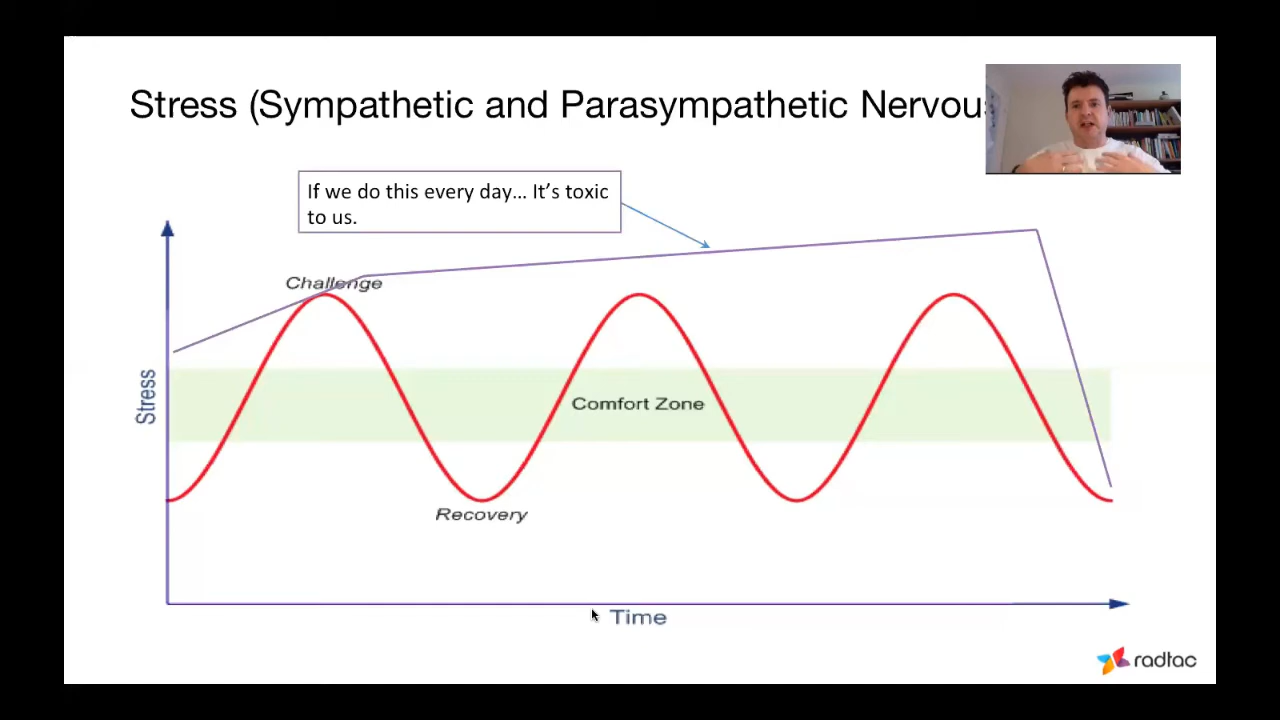 Stress (Sympathetic and Parasympathetic Nervou
If we do this every day... It's toxic
to us.
Challenge
Stress
Comfort Zone
Recovery
Time
radtac